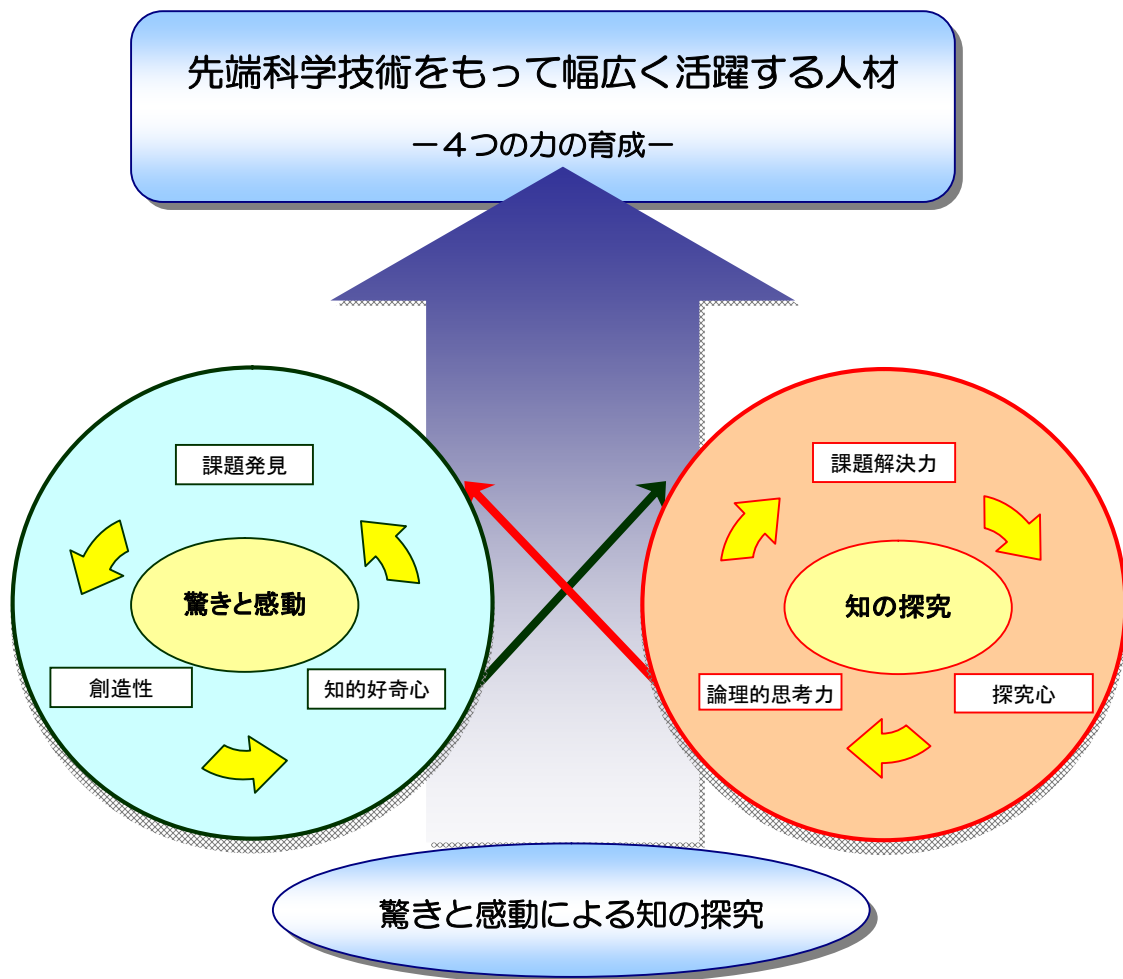 先端科学技術をもって幅広く活躍する人材
－４つの力の育成－
課題発見
驚きと感動
創造性
知的好奇心
課題解決力
知の探究
論理的思考力
探究心
驚きと感動による知の探究